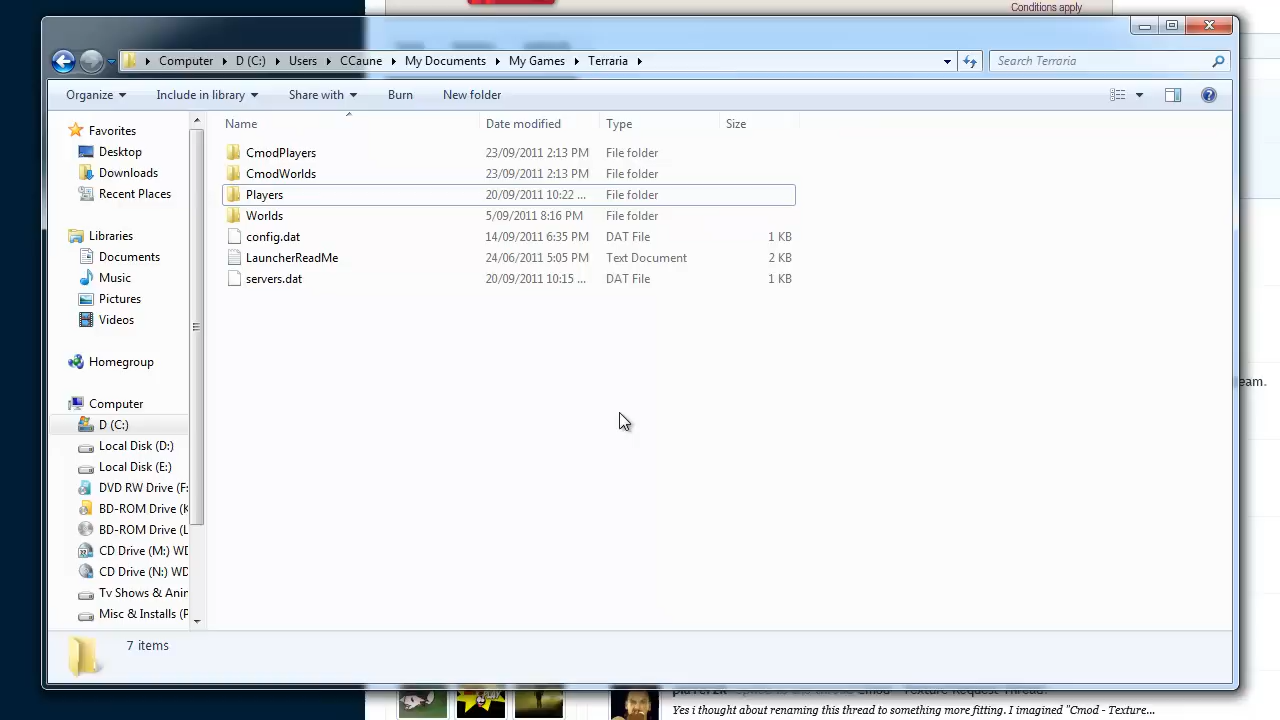 Conditions apply
Computer D (C:) Users CCaune My Documents My Games Terraria Search Terraria
Organize Include in library Share with Burn New folder
Name Date modified Type Size
Favorites
Desktop
Downloads
Recent Places
Libraries
Documents
Music
Pictures
Videos
Homegroup
Computer
D (C:)
Local Disk (D:)
Local Disk (E:)
DVD RW Drive (F:
BD-ROM Drive (K
BD-ROM Drive (L
CD Drive (M:) WD
CD Drive (N:) WD
Tv Shows & Anir
Misc & Installs (F
CmodPlayers 23/09/2011 2:13 PM File folder
CmodWorlds 23/09/2011 2:13 PM File folder
Players 20/09/2011 10:22 ... File folder
Worlds 5/09/2011 8:16 PM File folder
config.dat 14/09/2011 6:35 PM DAT File 1 KB
LauncherReadMe 24/06/2011 5:05 PM Text Document 2 KB
servers.dat 20/09/2011 10:15 ... DAT File 1 KB
eam.
7 items
Yes i thought about renaming this thread to something more fitting. I imagined "Cmod - Texture...